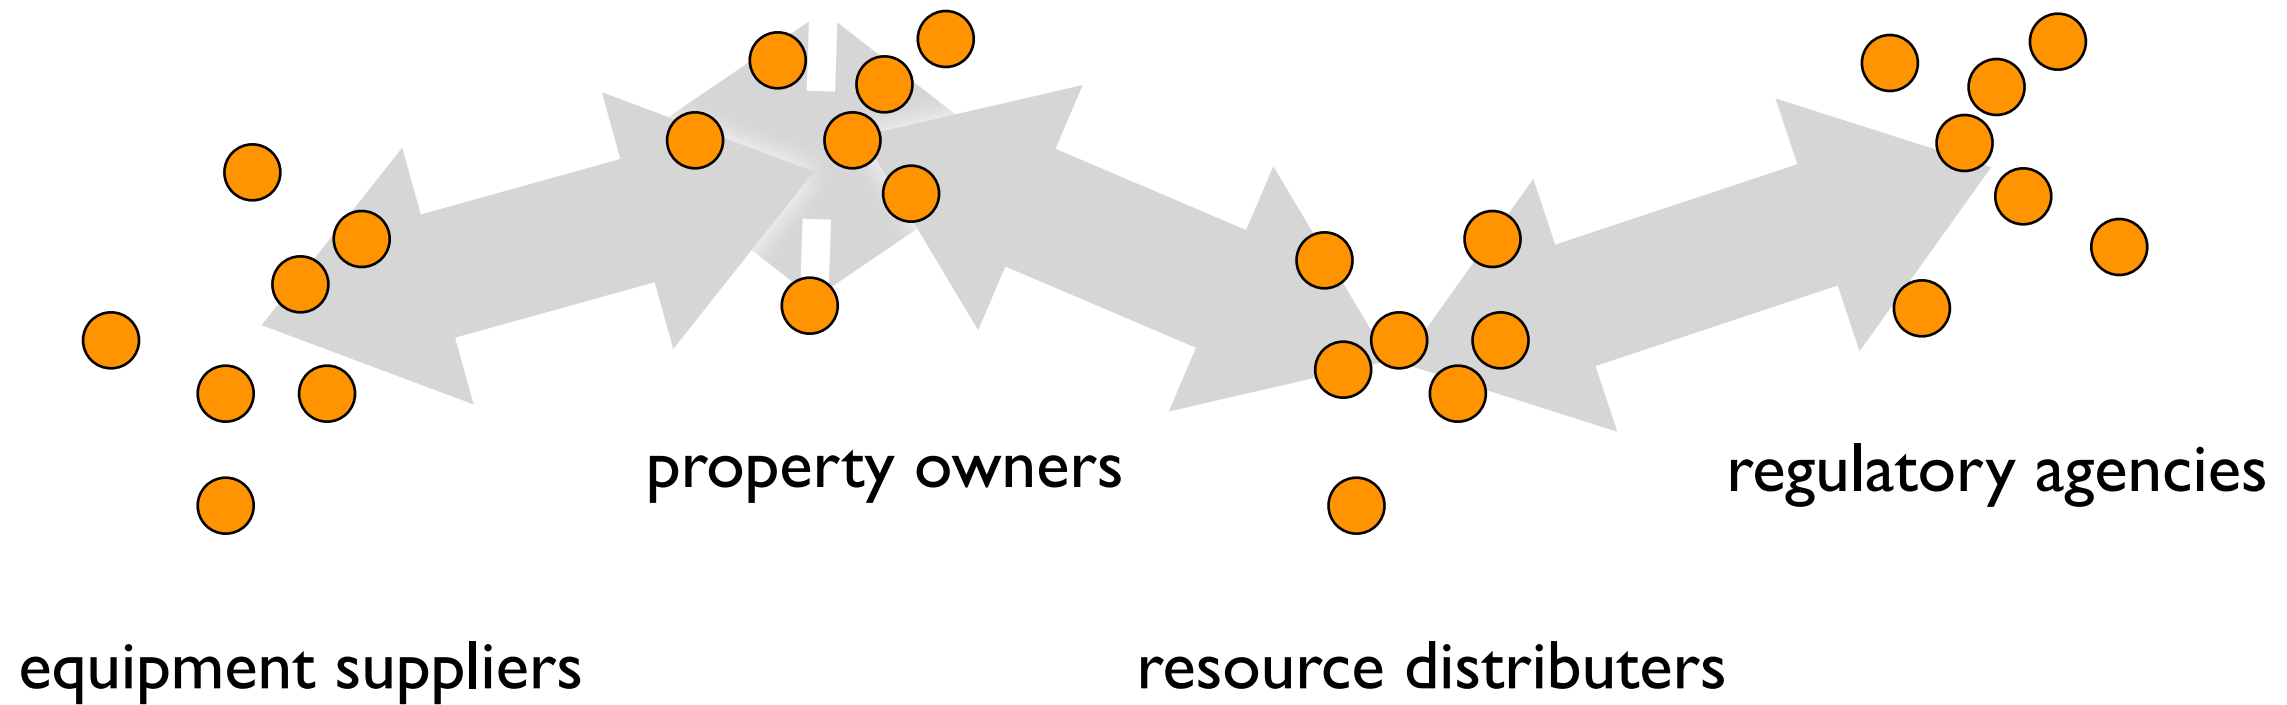 property owners
regulatory agencies
equipment suppliers
resource distributers